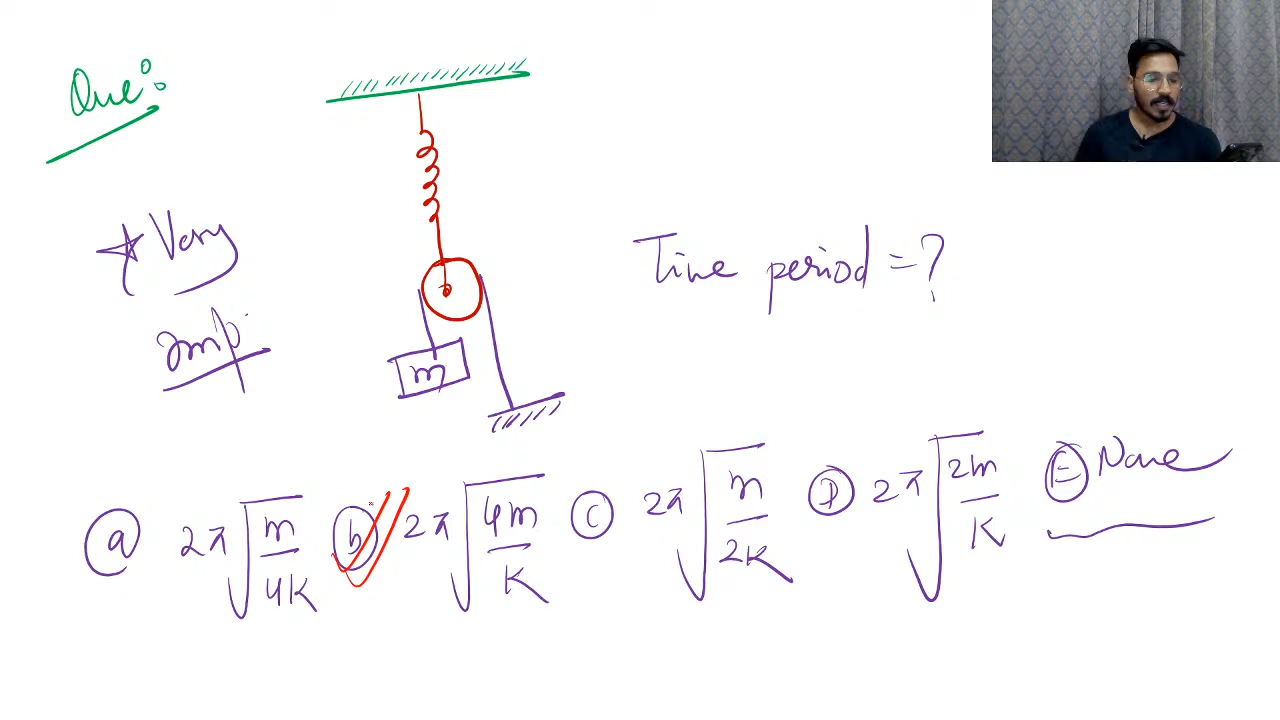 Que:
★ Very
Imp.
Time period = ?
m
(a) 2π√(m/4K) (b) 2π√(4m/K) (c) 2π√(m/2K) (D) 2π√(2m/K) (E) None